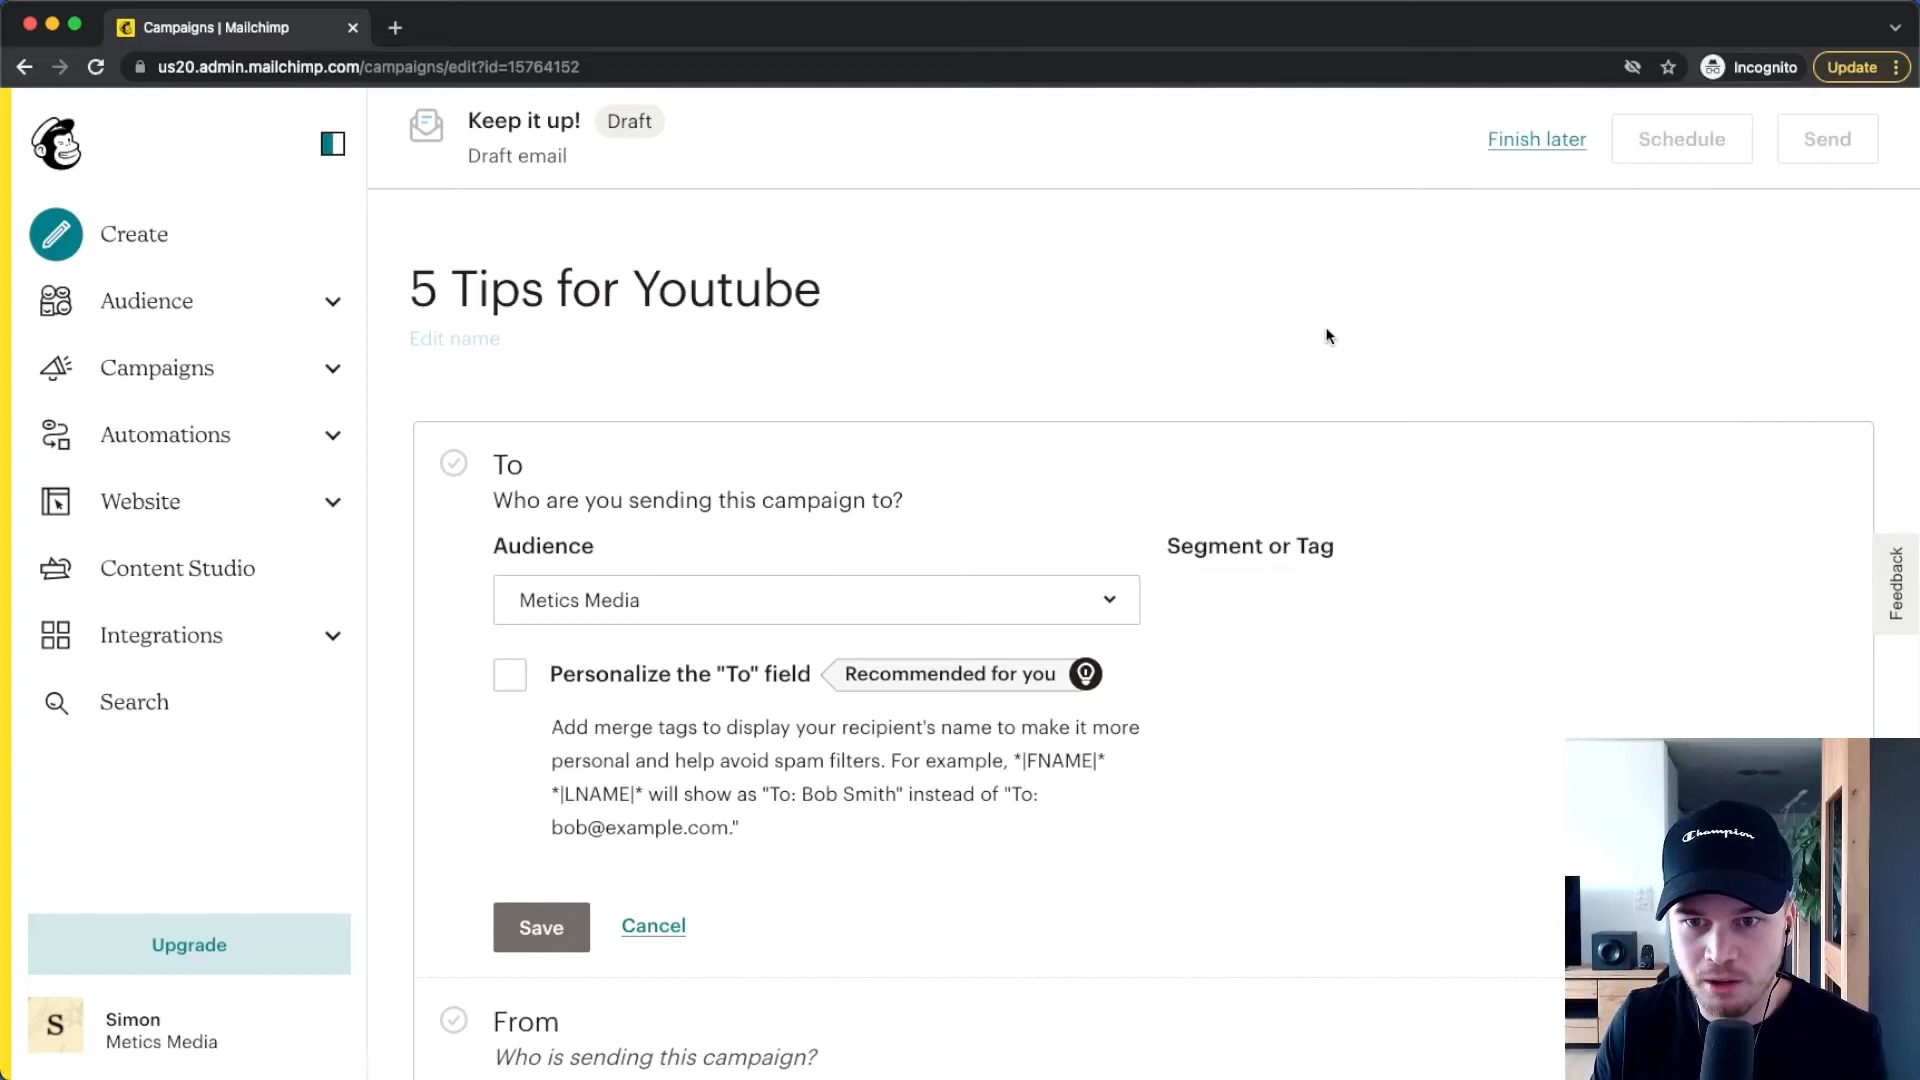 Campaigns | Mailchimp
us20.admin.mailchimp.com/campaigns/edit?id=15764152
Incognito
Update
Keep it up!
Draft
Draft email
Finish later
Schedule
Send
Create
Audience
Campaigns
Automations
Website
Content Studio
Integrations
Search
Upgrade
S
Simon
Metics Media
5 Tips for Youtube
Edit name
To
Who are you sending this campaign to?
Audience
Segment or Tag
Metics Media
Personalize the "To" field
Recommended for you
Add merge tags to display your recipient's name to make it more
personal and help avoid spam filters. For example, *|FNAME|*
*|LNAME|* will show as "To: Bob Smith" instead of "To:
bob@example.com."
Save
Cancel
From
Who is sending this campaign?
Feedback
Champion